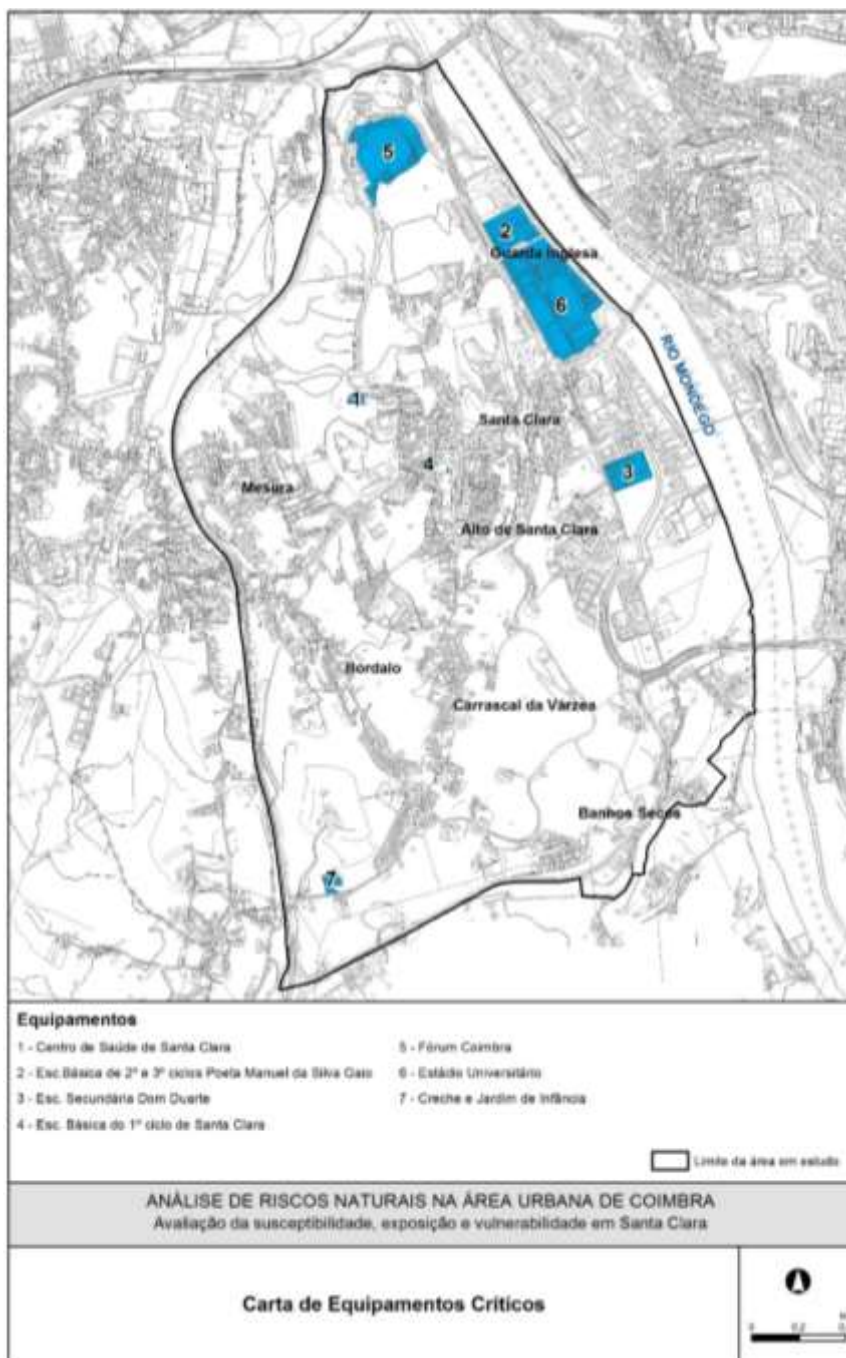 5
2
Guarda Inglesa
6
RIO MONDEGO
Santa Clara
4
3
Mesura
Alto de Santa Clara
Bordalo
Carrascal da Várzea
Banhos Secos
7
Equipamentos
1 - Centro de Saúde de Santa Clara
2 - Esc.Básica de 2º e 3º ciclos Poeta Manuel da Silva Gaio
3 - Esc. Secundária Dom Duarte
4 - Esc. Básica do 1º ciclo de Santa Clara
5 - Fórum Coimbra
6 - Estádio Universitário
7 - Creche e Jardim de Infância
Limite da área em estudo
ANÁLISE DE RISCOS NATURAIS NA ÁREA URBANA DE COIMBRA
Avaliação da susceptibilidade, exposição e vulnerabilidade em Santa Clara
Carta de Equipamentos Críticos
0 0,2